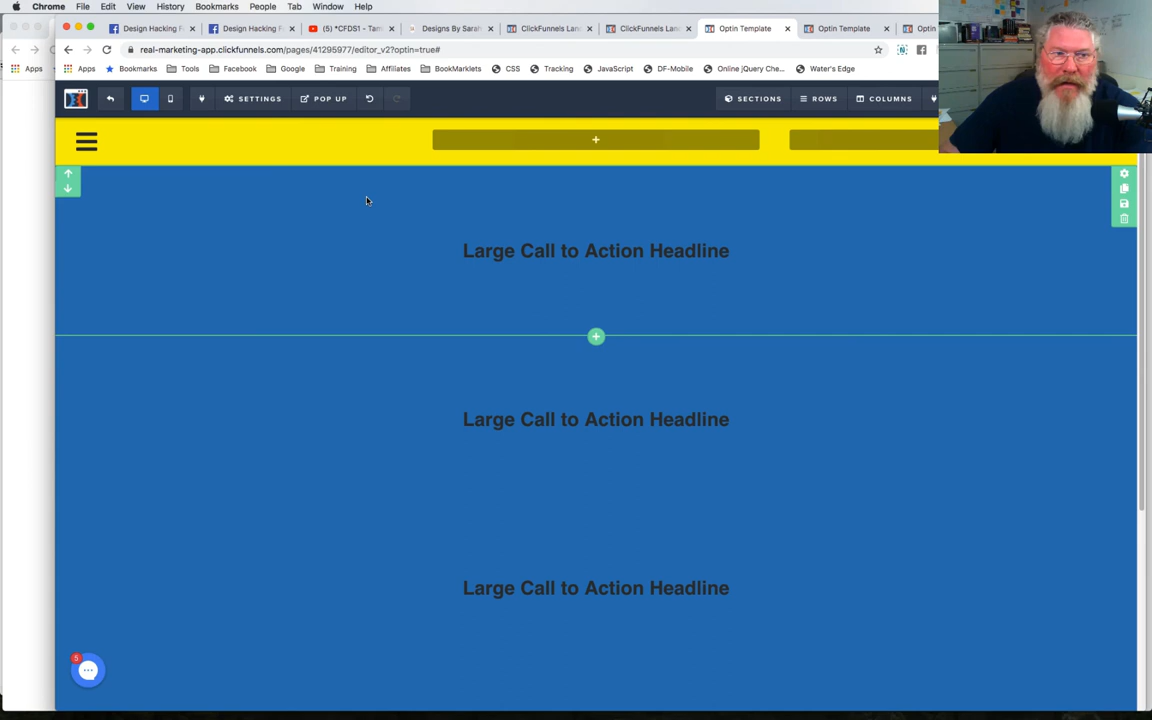 Chrome File Edit View History Bookmarks People Tab Window Help
Design Hacking F
Design Hacking F
(5) *CFDS1 - Tam
Designs By Sarah
ClickFunnels Lan
ClickFunnels Lan
Optin Template
Optin Template
Optin
real-marketing-app.clickfunnels.com/pages/41295977/editor_v2?optin=true#
Apps
Apps Bookmarks Tools Facebook Google Training Affiliates BookMarklets CSS Tracking JavaScript DF-Mobile Online jQuery Che... Water's Edge
SETTINGS POP UP SECTIONS ROWS COLUMNS
Large Call to Action Headline
Large Call to Action Headline
Large Call to Action Headline
5